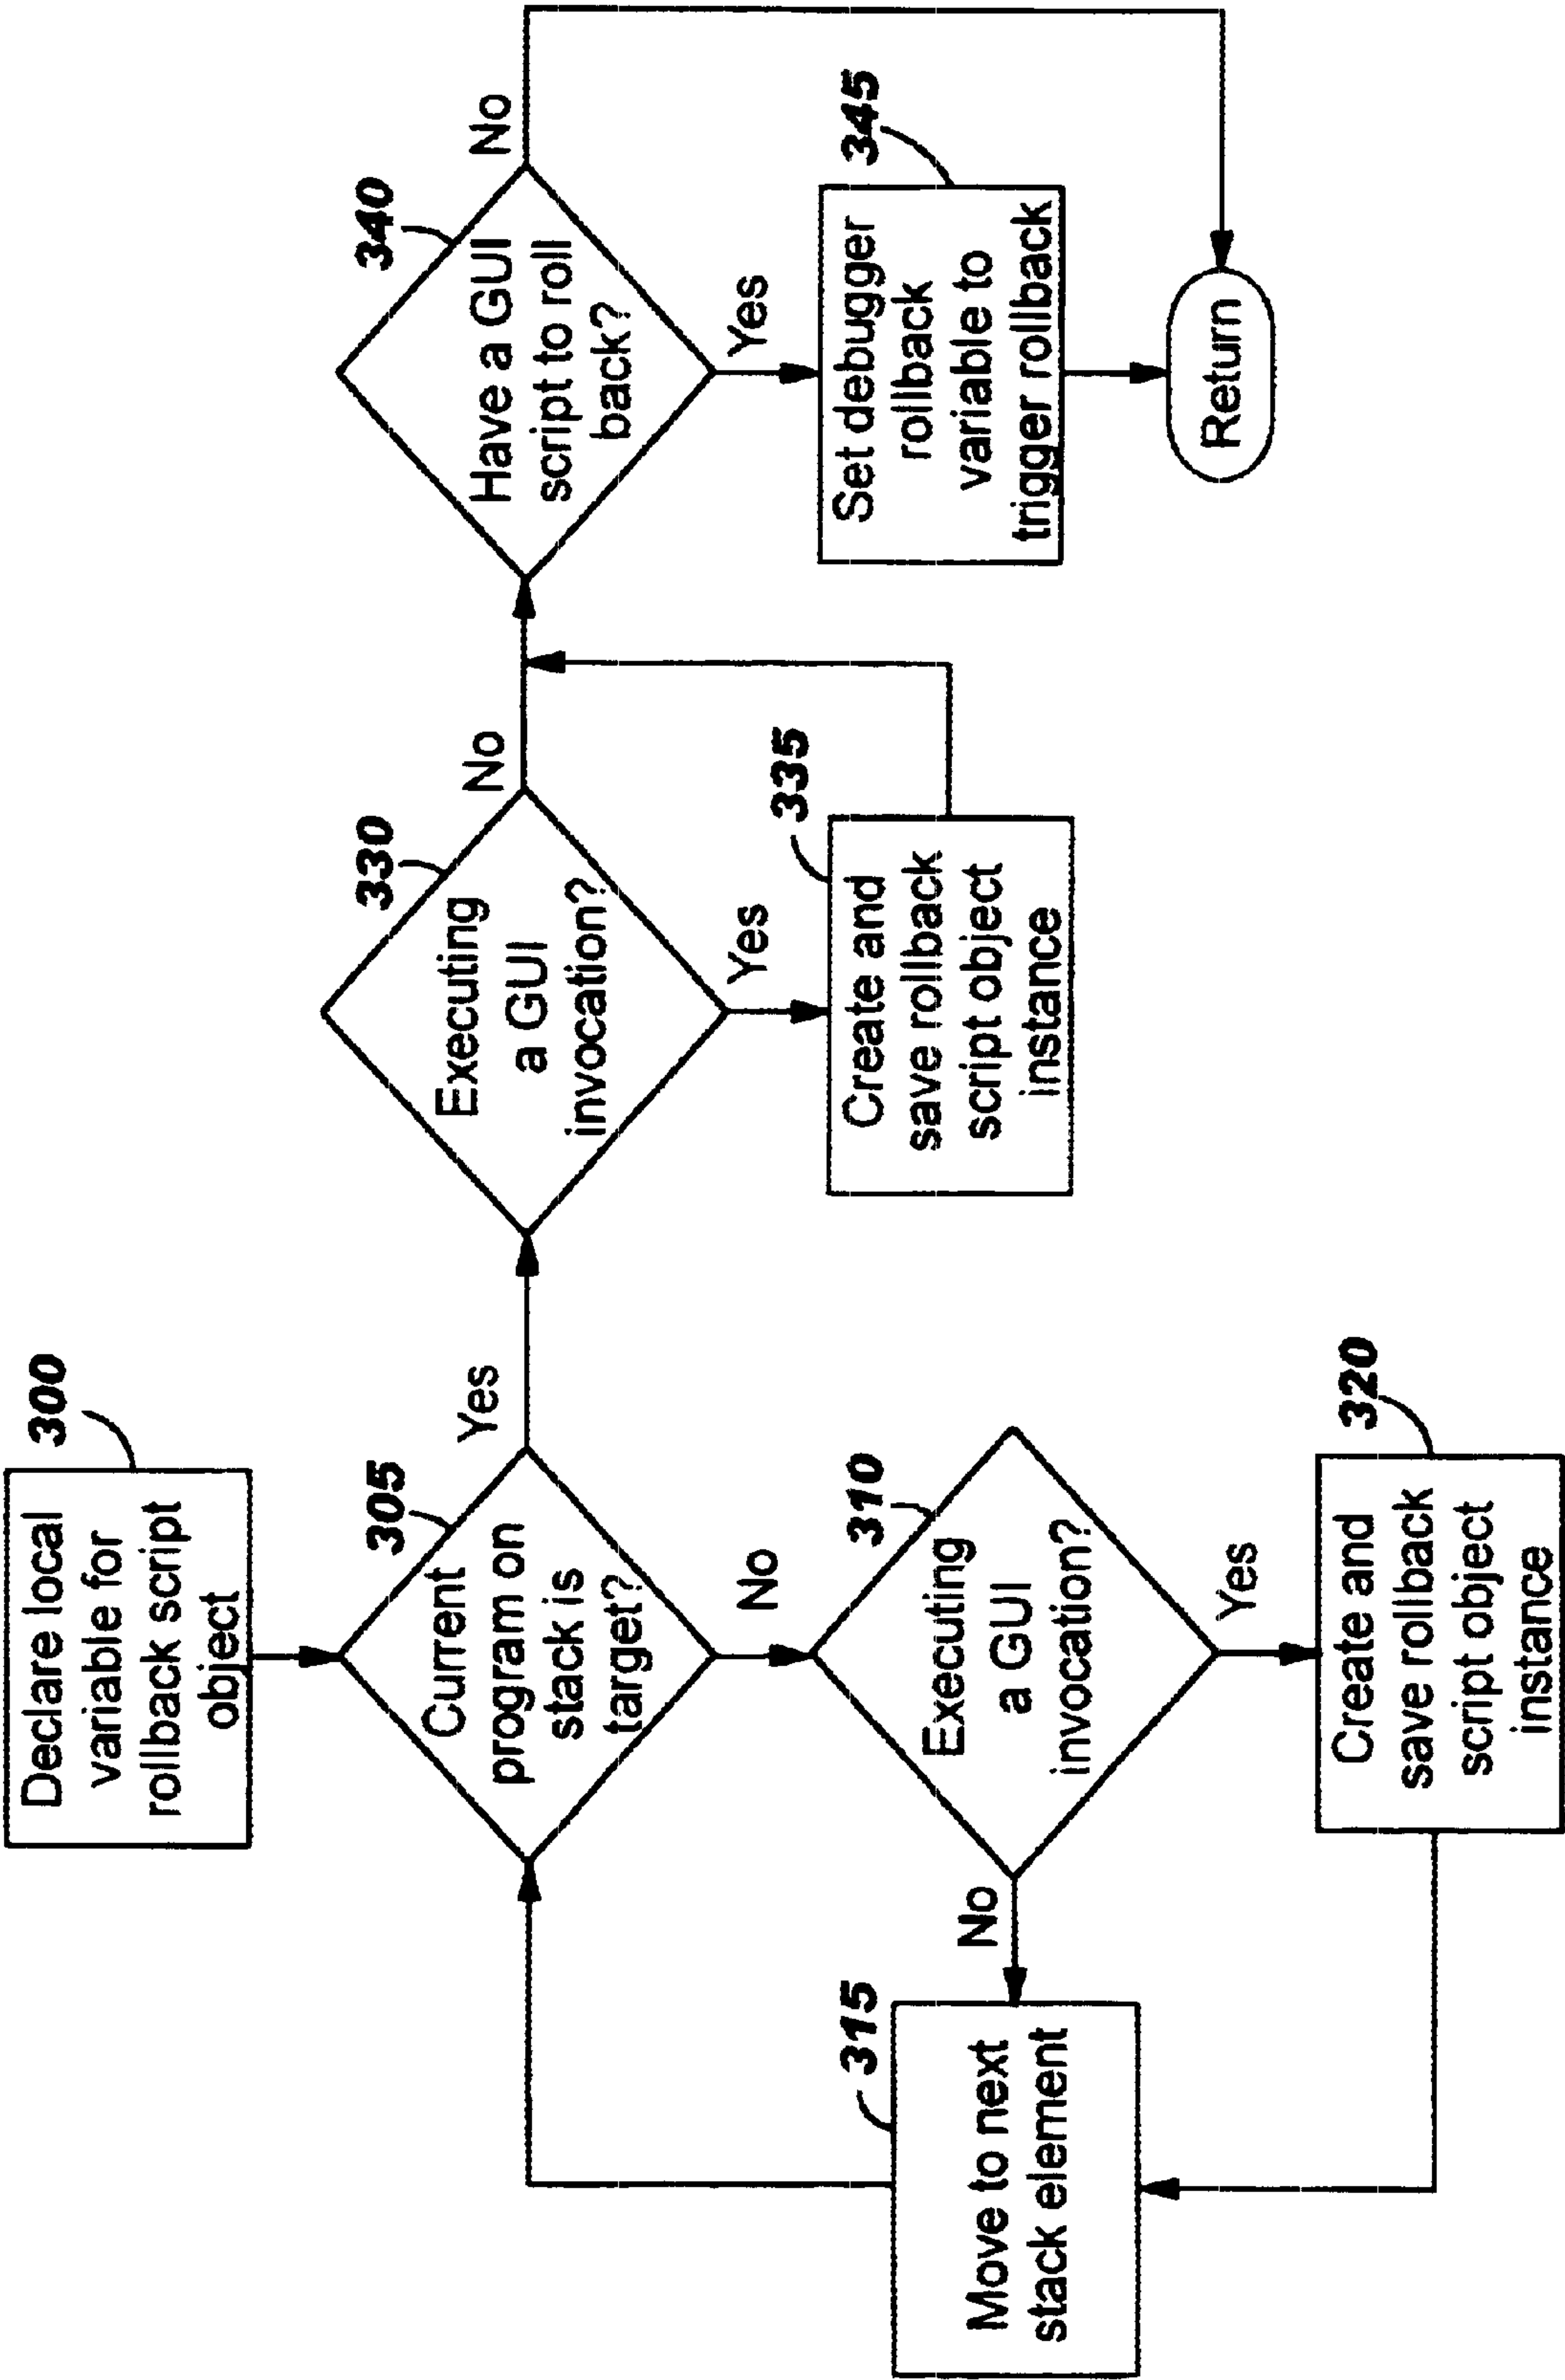 300
Declare local
variable for
rollback script
object
305
Current
program on
stack is
target?
Yes
No
310
Executing
a GUI
invocation?
No
Yes
315
Move to next
stack element
320
Create and
save rollback
script object
instance
330
Executing
a GUI
invocation?
No
Yes
335
Create and
save rollback
script object
instance
340
Have a GUI
script to roll
back?
No
Yes
345
Set debugger
rollback
variable to
trigger rollback
Return